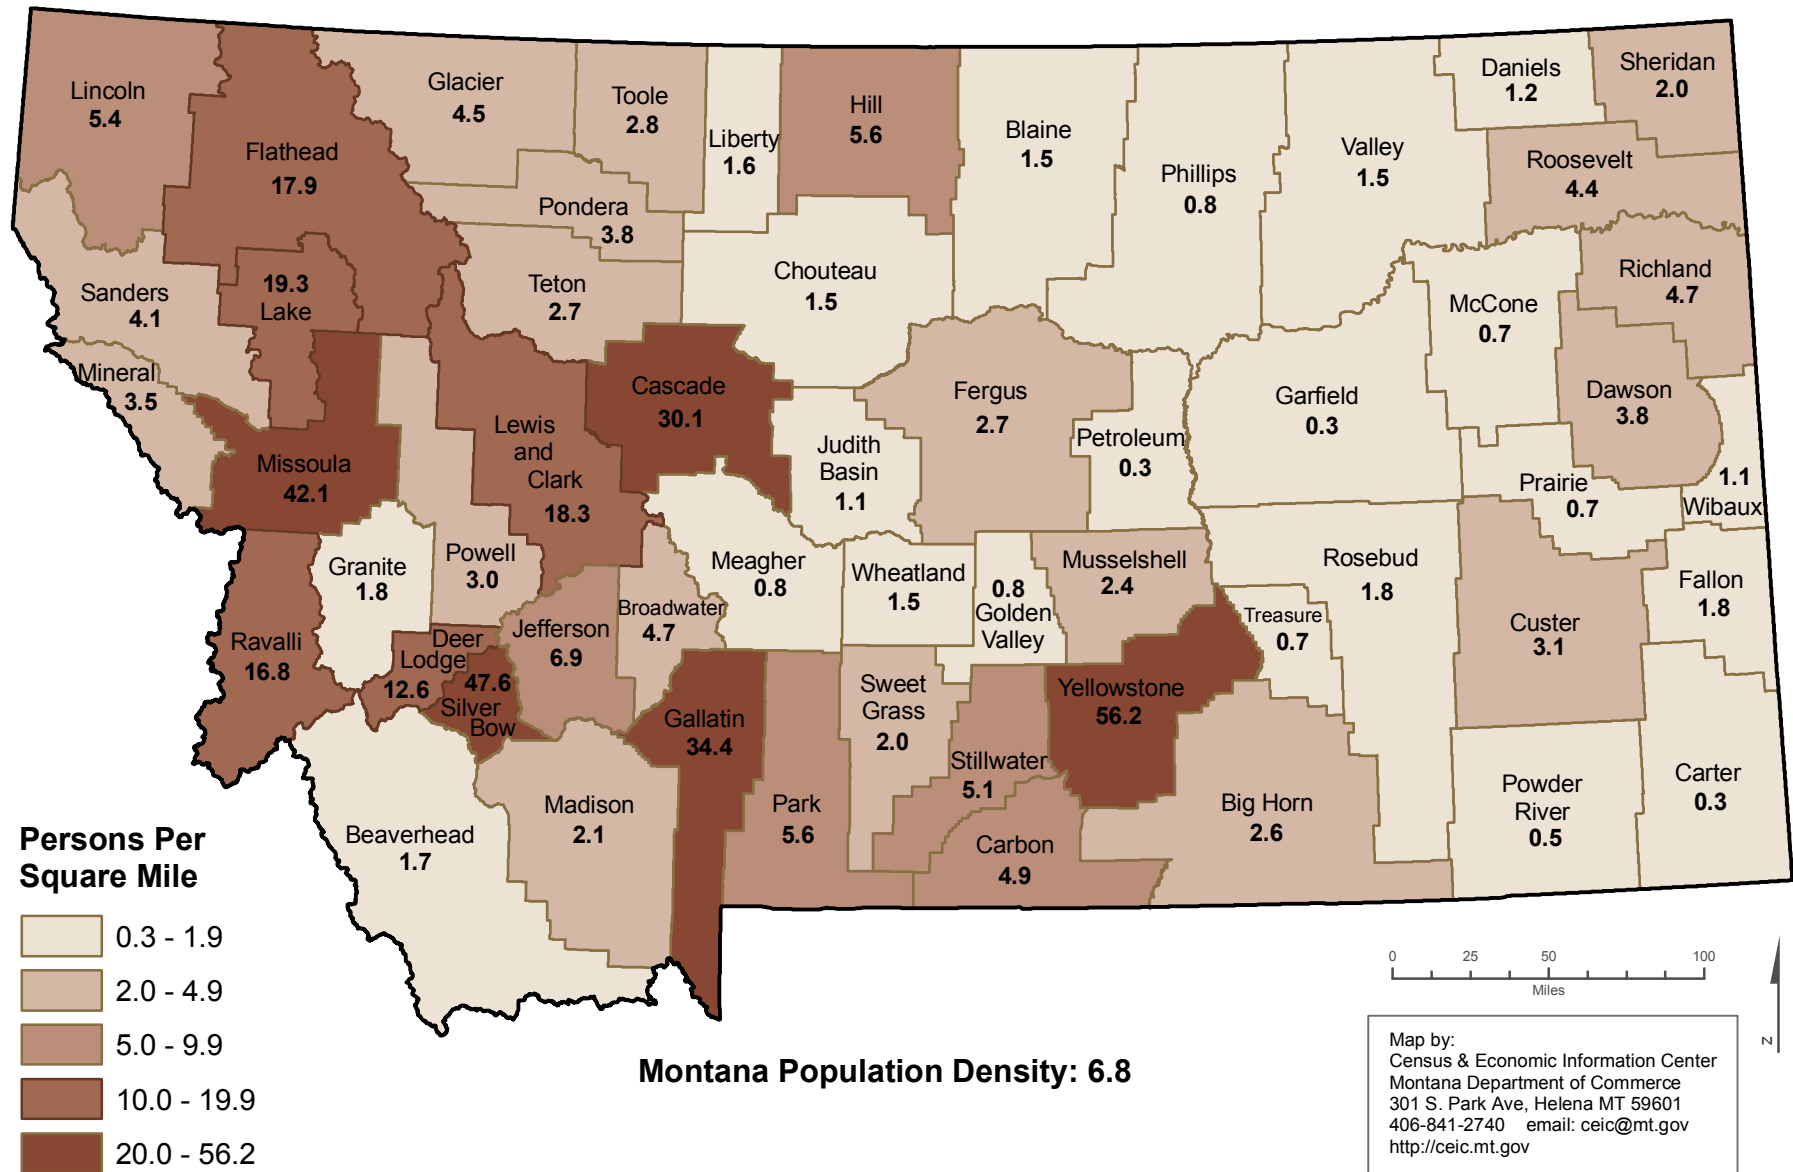 Lincoln
5.4
Flathead
17.9
Glacier
4.5
Toole
2.8
Liberty
1.6
Hill
5.6
Blaine
1.5
Phillips
0.8
Valley
1.5
Daniels
1.2
Sheridan
2.0
Roosevelt
4.4
Pondera
3.8
Sanders
4.1
19.3
Lake
Teton
2.7
Chouteau
1.5
McCone
0.7
Richland
4.7
Mineral
3.5
Missoula
42.1
Lewis
and
Clark
18.3
Cascade
30.1
Judith
Basin
1.1
Fergus
2.7
Petroleum
0.3
Garfield
0.3
Dawson
3.8
Prairie
0.7
1.1
Wibaux
Granite
1.8
Powell
3.0
Meagher
0.8
Wheatland
1.5
0.8
Golden
Valley
Musselshell
2.4
Rosebud
1.8
Treasure
0.7
Custer
3.1
Fallon
1.8
Ravalli
16.8
Deer
Lodge
12.6
47.6
Silver
Bow
Jefferson
6.9
Broadwater
4.7
Gallatin
34.4
Sweet
Grass
2.0
Stillwater
5.1
Yellowstone
56.2
Beaverhead
1.7
Madison
2.1
Park
5.6
Carbon
4.9
Big Horn
2.6
Powder
River
0.5
Carter
0.3
Persons Per
Square Mile
0.3 - 1.9
2.0 - 4.9
5.0 - 9.9
10.0 - 19.9
20.0 - 56.2
Montana Population Density: 6.8
0 25 50 100
Miles
Z
Map by:
Census & Economic Information Center
Montana Department of Commerce
301 S. Park Ave, Helena MT 59601
406-841-2740 email: ceic@mt.gov
http://ceic.mt.gov